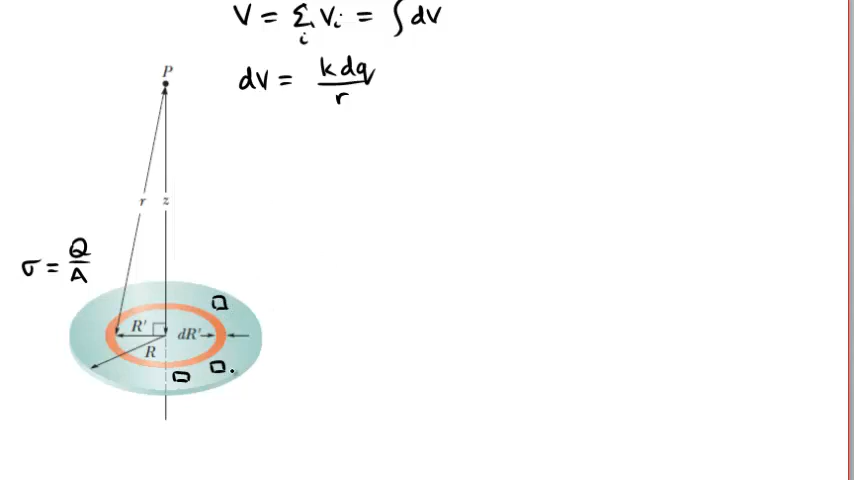 V = Σ Vi = ∫ dV
i
dV = k dq / r
P
r
z
σ = Q / A
R'
dR'
R